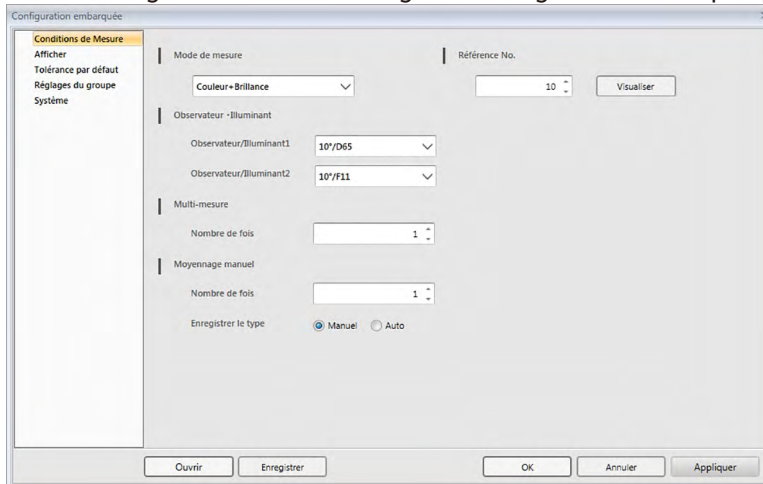 Configuration embarquée
Conditions de Mesure
Afficher
Tolérance par défaut
Réglages du groupe
Système
Mode de mesure
Couleur+Brillance
Référence No.
10
Visualiser
Observateur・Illuminant
Observateur/Illuminant1
10°/D65
Observateur/Illuminant2
10°/F11
Multi-mesure
Nombre de fois
1
Moyennage manuel
Nombre de fois
1
Enregistrer le type
Manuel
Auto
Ouvrir
Enregistrer
OK
Annuler
Appliquer